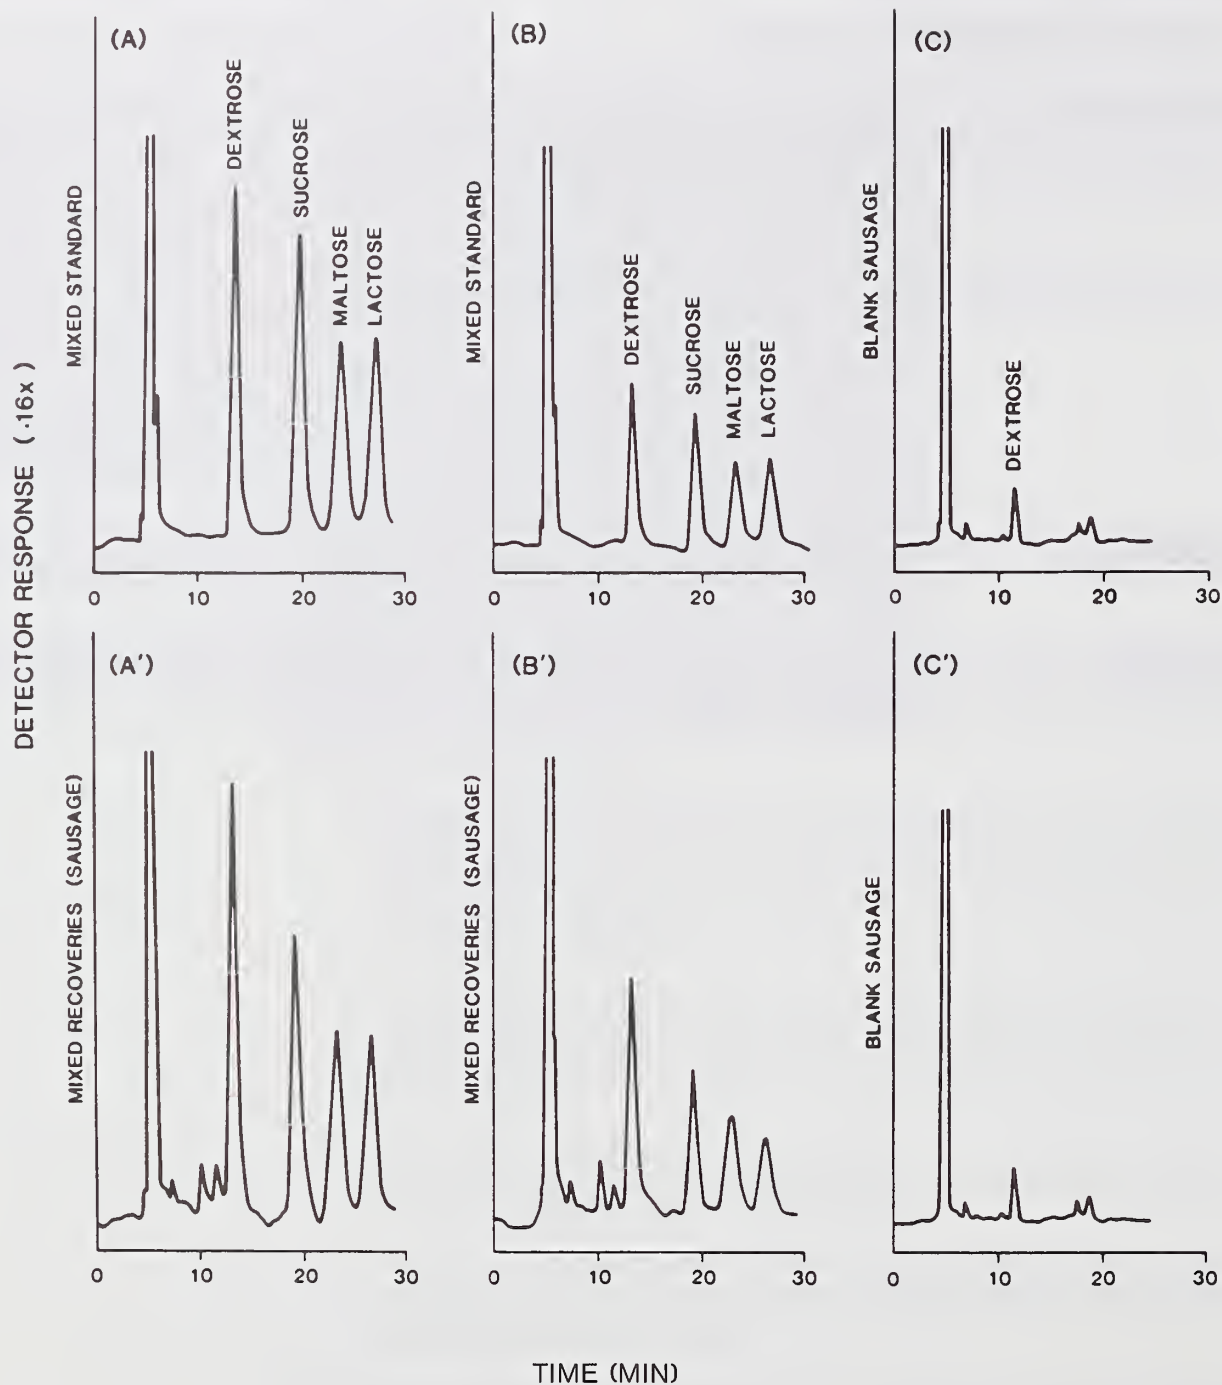 DETECTOR RESPONSE (·16x)
(A)
MIXED STANDARD
DEXTROSE
SUCROSE
MALTOSE
LACTOSE
0 10 20 30
(B)
MIXED STANDARD
DEXTROSE
SUCROSE
MALTOSE
LACTOSE
0 10 20 30
(C)
BLANK SAUSAGE
DEXTROSE
0 10 20 30
(A')
MIXED RECOVERIES (SAUSAGE)
0 10 20 30
(B')
MIXED RECOVERIES (SAUSAGE)
0 10 20 30
(C')
BLANK SAUSAGE
0 10 20 30
TIME (MIN)